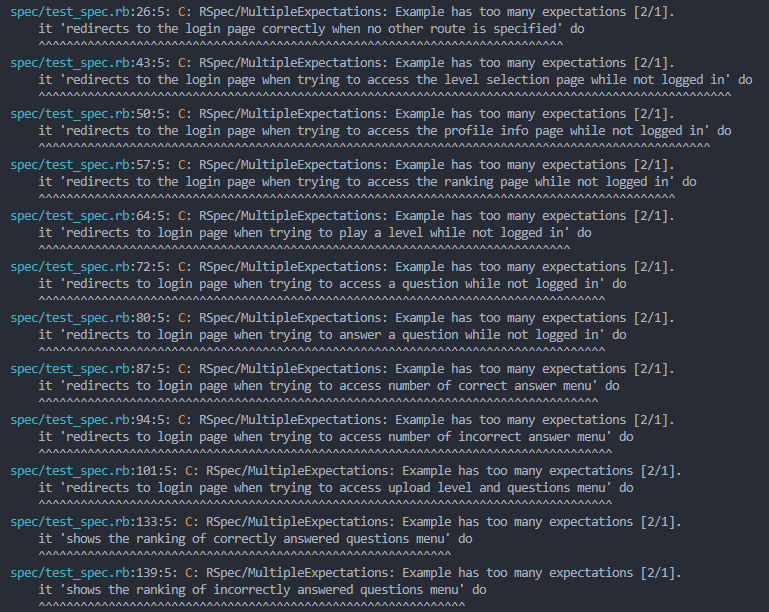 spec/test_spec.rb:26:5: C: RSpec/MultipleExpectations: Example has too many expectations [2/1].
    it 'redirects to the login page correctly when no other route is specified' do
    ^^^^^^^^^^^^^^^^^^^^^^^^^^^^^^^^^^^^^^^^^^^^^^^^^^^^^^^^^^^^^^^^^^^^^^^^^^^
spec/test_spec.rb:43:5: C: RSpec/MultipleExpectations: Example has too many expectations [2/1].
    it 'redirects to the login page when trying to access the level selection page while not logged in' do
    ^^^^^^^^^^^^^^^^^^^^^^^^^^^^^^^^^^^^^^^^^^^^^^^^^^^^^^^^^^^^^^^^^^^^^^^^^^^^^^^^^^^^^^^^^^^^^^^^^^^
spec/test_spec.rb:50:5: C: RSpec/MultipleExpectations: Example has too many expectations [2/1].
    it 'redirects to the login page when trying to access the profile info page while not logged in' do
    ^^^^^^^^^^^^^^^^^^^^^^^^^^^^^^^^^^^^^^^^^^^^^^^^^^^^^^^^^^^^^^^^^^^^^^^^^^^^^^^^^^^^^^^^^^^^^^^^
spec/test_spec.rb:57:5: C: RSpec/MultipleExpectations: Example has too many expectations [2/1].
    it 'redirects to the login page when trying to access the ranking page while not logged in' do
    ^^^^^^^^^^^^^^^^^^^^^^^^^^^^^^^^^^^^^^^^^^^^^^^^^^^^^^^^^^^^^^^^^^^^^^^^^^^^^^^^^^^^^^^^^^^
spec/test_spec.rb:64:5: C: RSpec/MultipleExpectations: Example has too many expectations [2/1].
    it 'redirects to login page when trying to play a level while not logged in' do
    ^^^^^^^^^^^^^^^^^^^^^^^^^^^^^^^^^^^^^^^^^^^^^^^^^^^^^^^^^^^^^^^^^^^^^^^^^^^^
spec/test_spec.rb:72:5: C: RSpec/MultipleExpectations: Example has too many expectations [2/1].
    it 'redirects to login page when trying to access a question while not logged in' do
    ^^^^^^^^^^^^^^^^^^^^^^^^^^^^^^^^^^^^^^^^^^^^^^^^^^^^^^^^^^^^^^^^^^^^^^^^^^^^^^^^^
spec/test_spec.rb:80:5: C: RSpec/MultipleExpectations: Example has too many expectations [2/1].
    it 'redirects to login page when trying to answer a question while not logged in' do
    ^^^^^^^^^^^^^^^^^^^^^^^^^^^^^^^^^^^^^^^^^^^^^^^^^^^^^^^^^^^^^^^^^^^^^^^^^^^^^^^^^
spec/test_spec.rb:87:5: C: RSpec/MultipleExpectations: Example has too many expectations [2/1].
    it 'redirects to login page when trying to access number of correct answer menu' do
    ^^^^^^^^^^^^^^^^^^^^^^^^^^^^^^^^^^^^^^^^^^^^^^^^^^^^^^^^^^^^^^^^^^^^^^^^^^^^^^^^
spec/test_spec.rb:94:5: C: RSpec/MultipleExpectations: Example has too many expectations [2/1].
    it 'redirects to login page when trying to access number of incorrect answer menu' do
    ^^^^^^^^^^^^^^^^^^^^^^^^^^^^^^^^^^^^^^^^^^^^^^^^^^^^^^^^^^^^^^^^^^^^^^^^^^^^^^^^^^
spec/test_spec.rb:101:5: C: RSpec/MultipleExpectations: Example has too many expectations [2/1].
    it 'redirects to login page when trying to access upload level and questions menu' do
    ^^^^^^^^^^^^^^^^^^^^^^^^^^^^^^^^^^^^^^^^^^^^^^^^^^^^^^^^^^^^^^^^^^^^^^^^^^^^^^^^^^
spec/test_spec.rb:133:5: C: RSpec/MultipleExpectations: Example has too many expectations [2/1].
    it 'shows the ranking of correctly answered questions menu' do
    ^^^^^^^^^^^^^^^^^^^^^^^^^^^^^^^^^^^^^^^^^^^^^^^^^^^^^^^^^^^
spec/test_spec.rb:139:5: C: RSpec/MultipleExpectations: Example has too many expectations [2/1].
    it 'shows the ranking of incorrectly answered questions menu' do
    ^^^^^^^^^^^^^^^^^^^^^^^^^^^^^^^^^^^^^^^^^^^^^^^^^^^^^^^^^^^^^